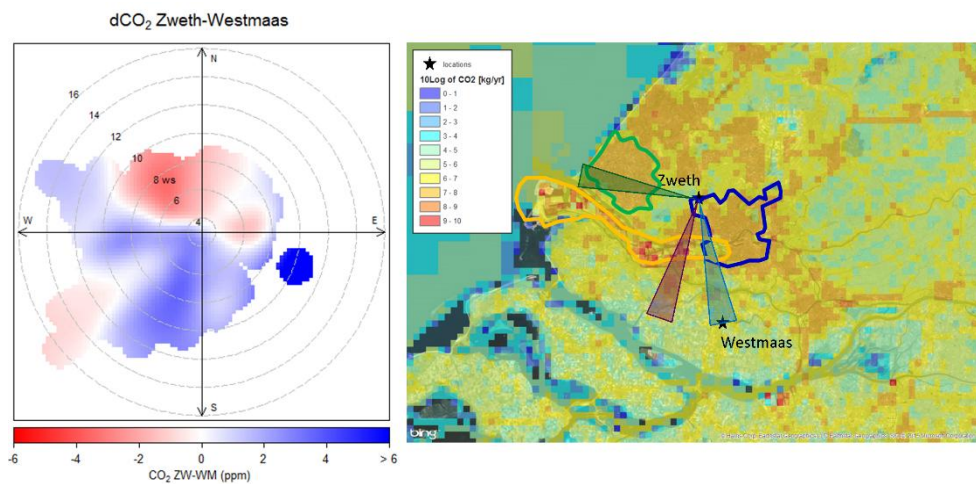 dCO₂ Zweth-Westmaas
N
16
14
12
10
8 ws
6
4
W
E
S
-6
-4
-2
0
2
4
> 6
CO₂ ZW-WM (ppm)
locations
10Log of CO2 [kg/yr]
0 - 1
1 - 2
2 - 3
3 - 4
4 - 5
5 - 6
6 - 7
7 - 8
8 - 9
9 - 10
Zweth
Westmaas
bing